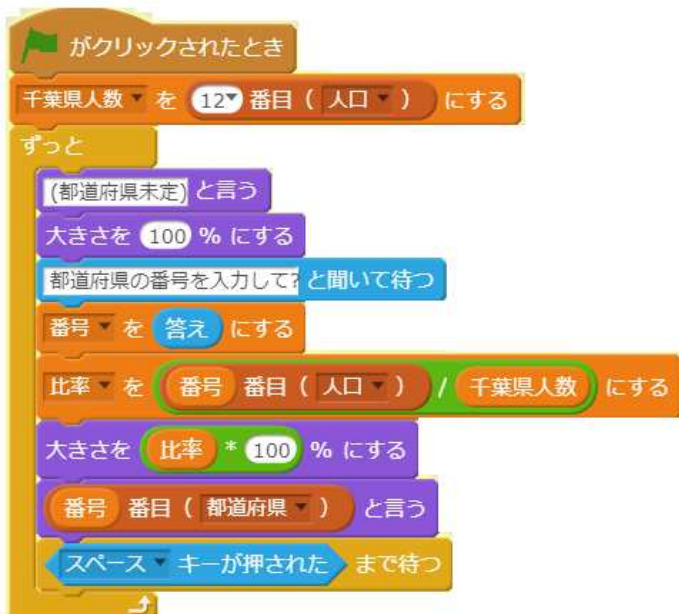 がクリックされたとき
千葉県人数 ▼ を 12▼ 番目 ( 人口 ▼ ) にする
ずっと
(都道府県未定) と言う
大きさを 100 % にする
都道府県の番号を入力して? と聞いて待つ
番号 ▼ を 答え にする
比率 ▼ を 番号 番目 ( 人口 ▼ ) / 千葉県人数 にする
大きさを 比率 * 100 % にする
番号 番目 ( 都道府県 ▼ ) と言う
スペース ▼ キーが押された まで待つ